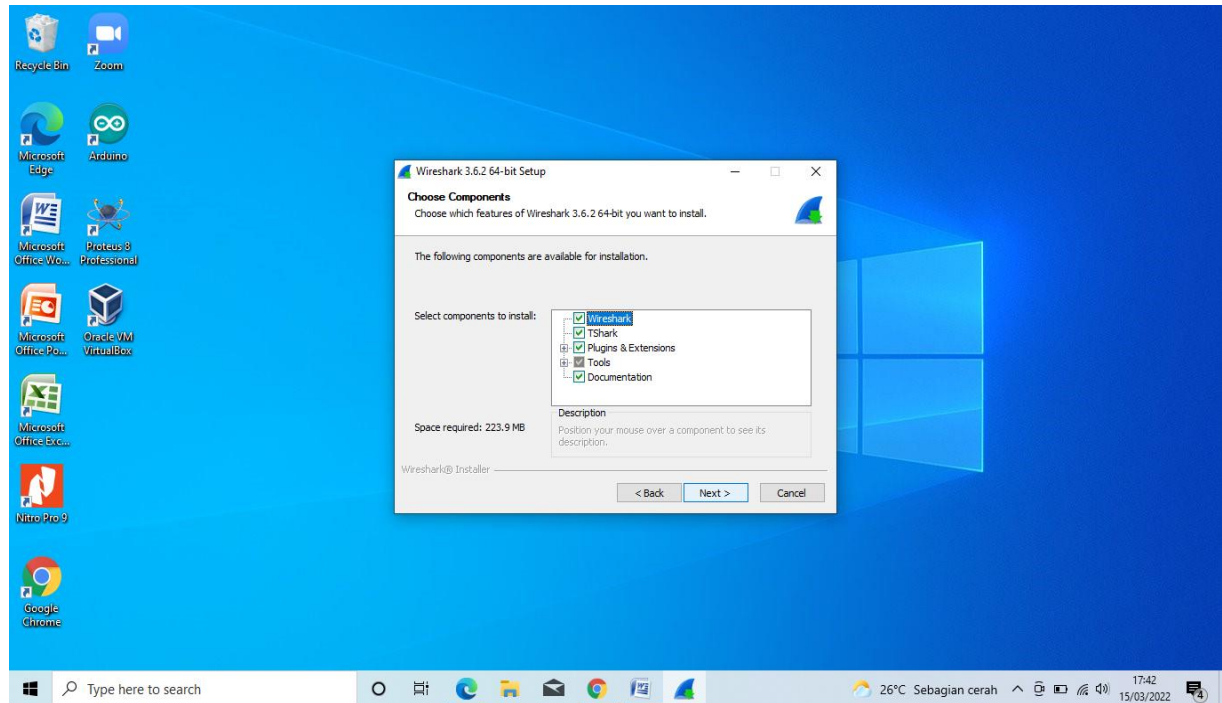 Recycle Bin
Zoom
Microsoft
Edge
Arduino
Microsoft
Office Wo...
Proteus 8
Professional
Microsoft
Office Po...
Oracle VM
VirtualBox
Microsoft
Office Exc...
Nitro Pro 9
Google
Chrome
Wireshark 3.6.2 64-bit Setup
Choose Components
Choose which features of Wireshark 3.6.2 64-bit you want to install.
The following components are available for installation.
Select components to install:
Wireshark
TShark
Plugins & Extensions
Tools
Documentation
Space required: 223.9 MB
Description
Position your mouse over a component to see its
description.
Wireshark® Installer
< Back
Next >
Cancel
Type here to search
26°C Sebagian cerah
17:42
15/03/2022
4